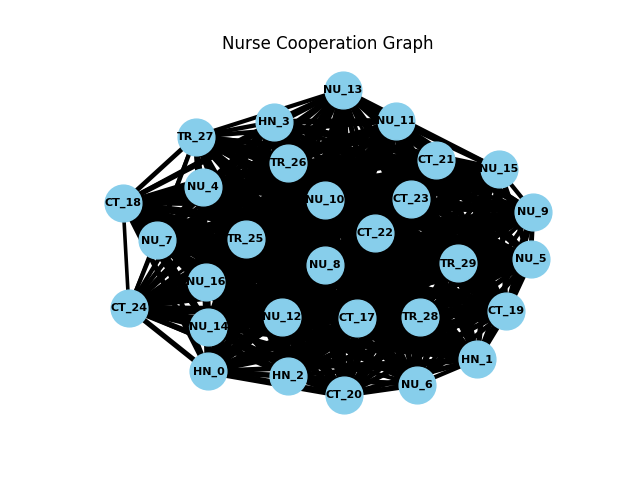 Nurse Cooperation Graph
NU_13
HN_3
NU_11
TR_27
TR_26
CT_21
NU_15
NU_4
CT_18
NU_10
CT_23
NU_9
NU_7
TR_25
CT_22
NU_8
TR_29
NU_5
NU_16
CT_24
NU_14
NU_12
CT_17
TR_28
CT_19
HN_0
HN_2
CT_20
NU_6
HN_1